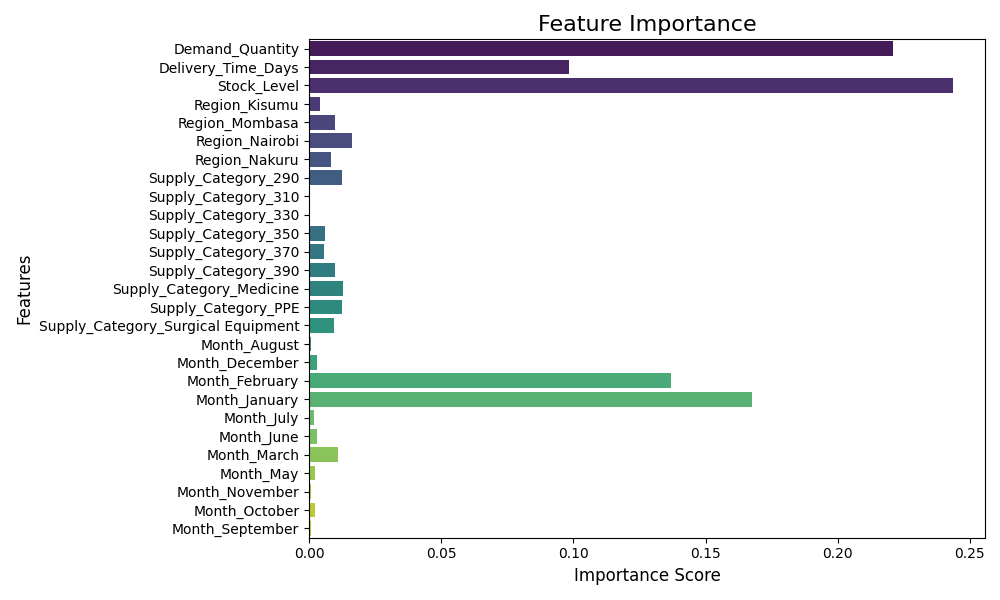 Feature Importance
Demand_Quantity
Delivery_Time_Days
Stock_Level
Region_Kisumu
Region_Mombasa
Region_Nairobi
Region_Nakuru
Supply_Category_290
Supply_Category_310
Supply_Category_330
Supply_Category_350
Supply_Category_370
Supply_Category_390
Supply_Category_Medicine
Supply_Category_PPE
Supply_Category_Surgical Equipment
Month_August
Month_December
Month_February
Month_January
Month_July
Month_June
Month_March
Month_May
Month_November
Month_October
Month_September
Features
0.00 0.05 0.10 0.15 0.20 0.25
Importance Score